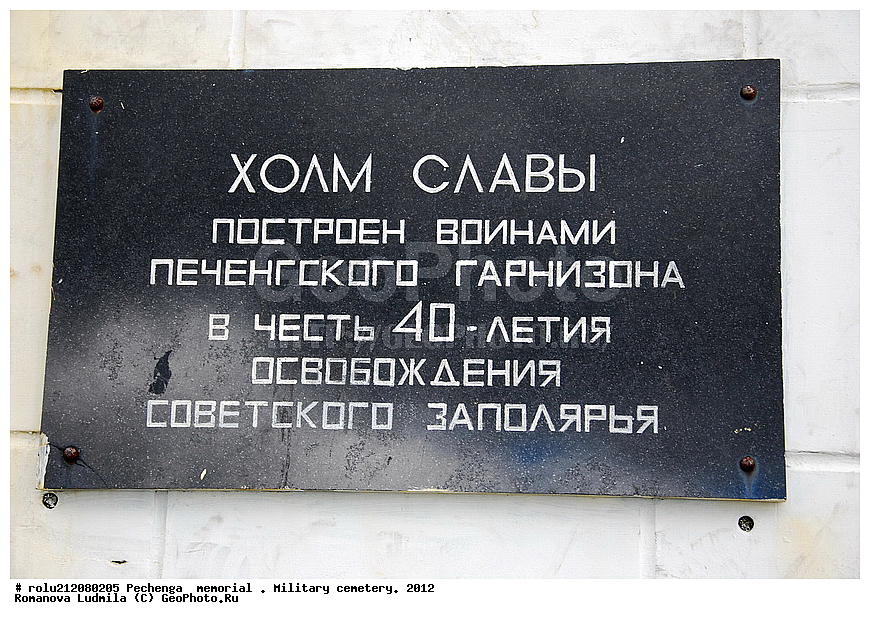 ХОЛМ СЛАВЫ
ПОСТРОЕН ВОИНАМИ
ПЕЧЕНГСКОГО ГАРНИЗОНА
В ЧЕСТЬ 40-ЛЕТИЯ
ОСВОБОЖДЕНИЯ
СОВЕТСКОГО ЗАПОЛЯРЬЯ
GeoPhoto
# rolu212080205 Pechenga memorial . Military cemetery. 2012
Romanova Ludmila (C) GeoPhoto.Ru